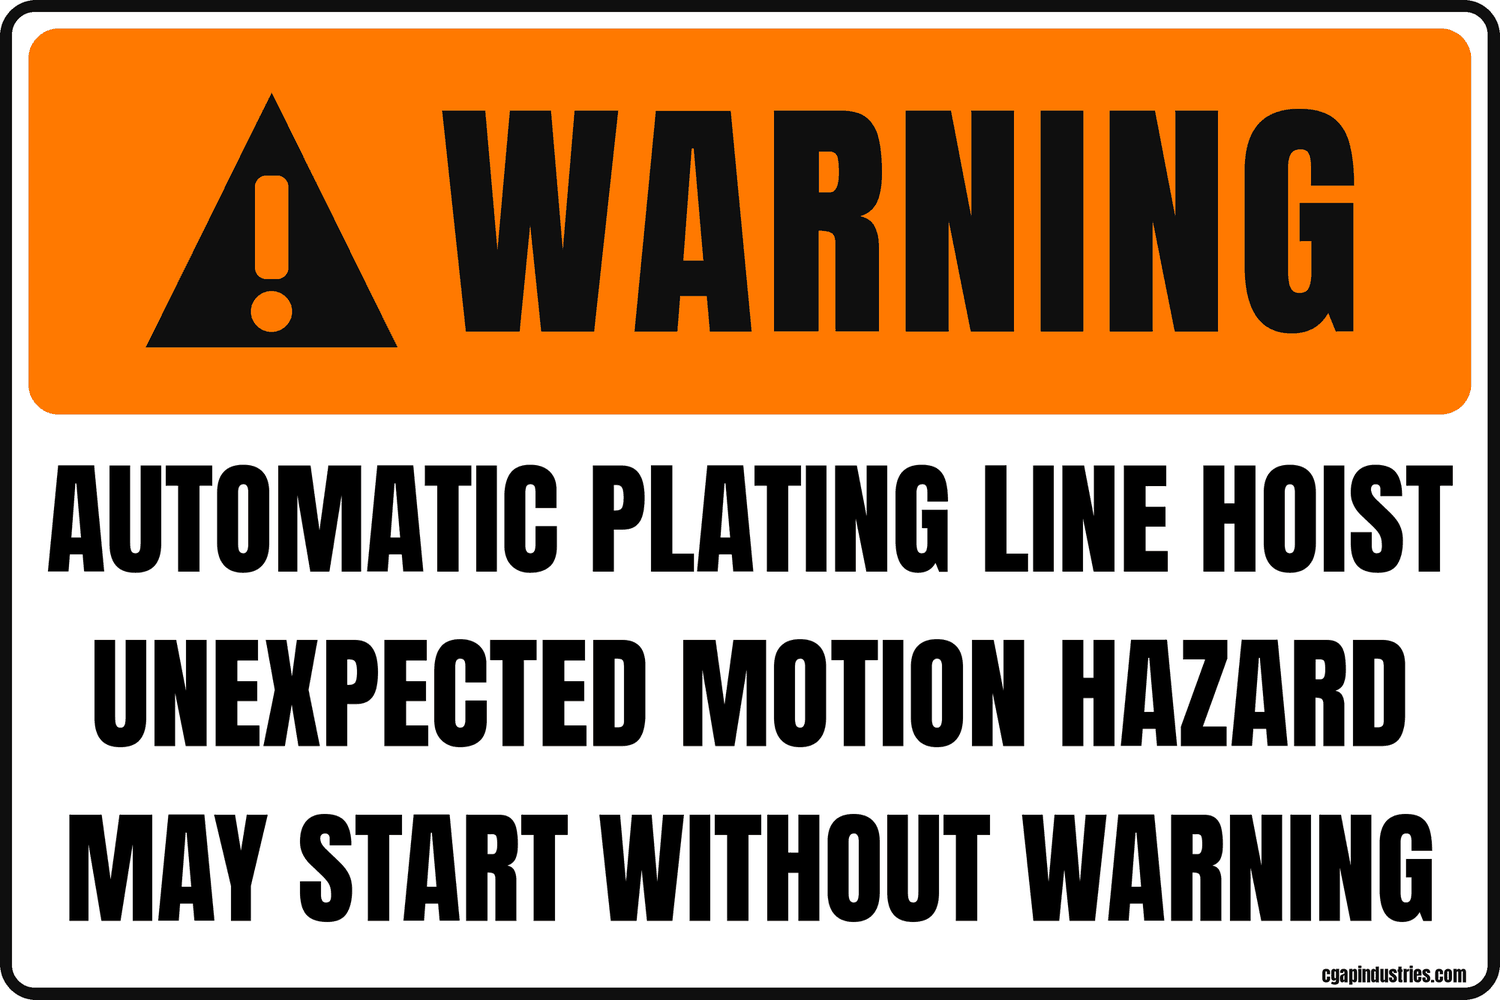 WARNING
AUTOMATIC PLATING LINE HOIST
UNEXPECTED MOTION HAZARD
MAY START WITHOUT WARNING
cgapindustries.com